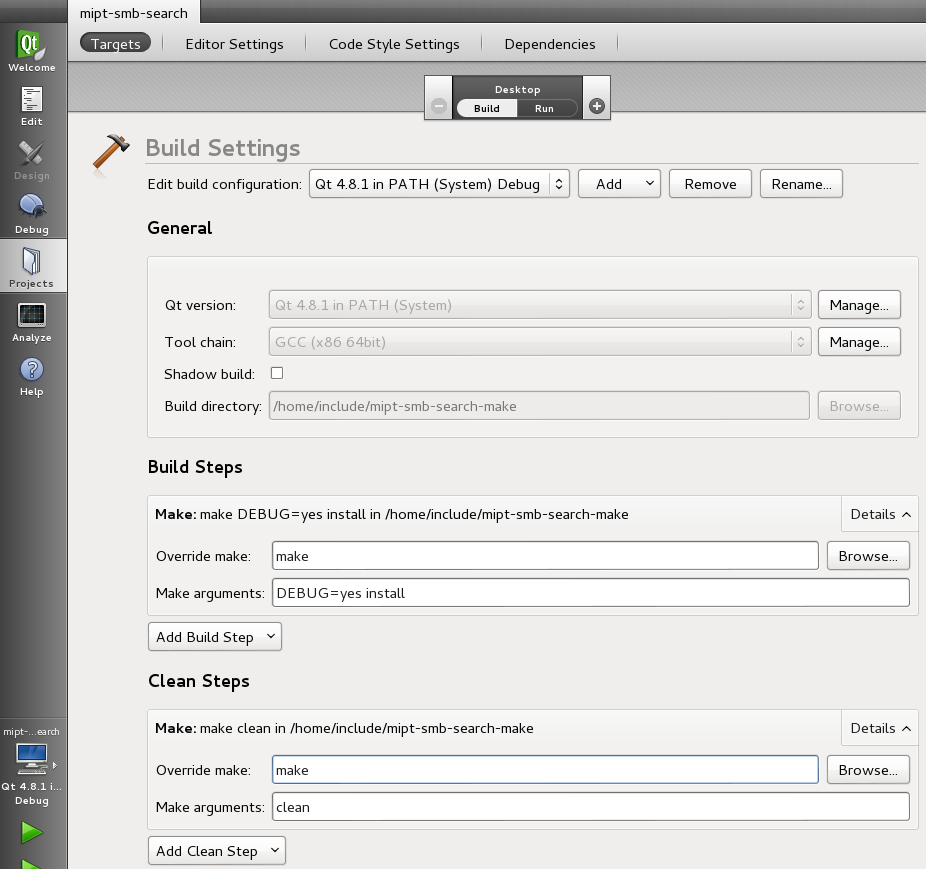 mipt-smb-search
Targets Editor Settings Code Style Settings Dependencies
Qt
Welcome
Edit
Design
Debug
Projects
Analyze
Help
Desktop
Build Run
Build Settings
Edit build configuration: Qt 4.8.1 in PATH (System) Debug Add Remove Rename...
General
Qt version: Qt 4.8.1 in PATH (System) Manage...
Tool chain: GCC (x86 64bit) Manage...
Shadow build:
Build directory: /home/include/mipt-smb-search-make Browse...
Build Steps
Make: make DEBUG=yes install in /home/include/mipt-smb-search-make Details
Override make: make Browse...
Make arguments: DEBUG=yes install
Add Build Step
Clean Steps
Make: make clean in /home/include/mipt-smb-search-make Details
Override make: make Browse...
Make arguments: clean
Add Clean Step
mipt-...earch
Qt 4.8.1 i...
Debug